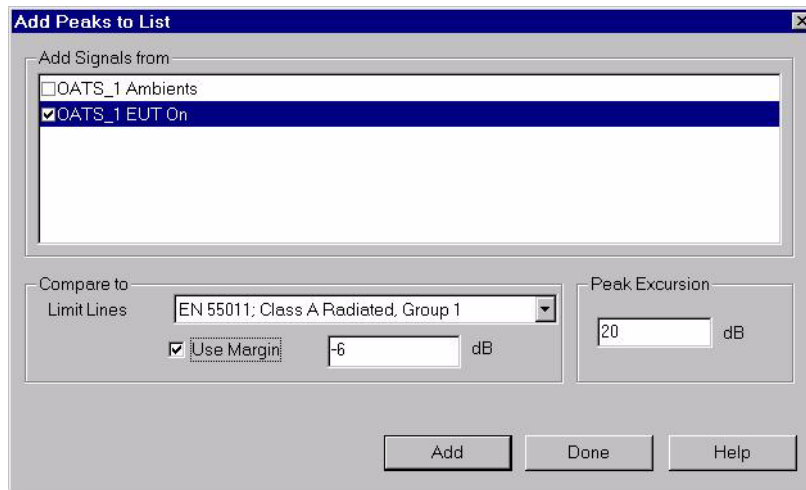 Add Peaks to List
Add Signals from
OATS_1 Ambients
OATS_1 EUT On
Compare to
Limit Lines EN 55011; Class A Radiated, Group 1
Use Margin -6 dB
Peak Excursion
20 dB
Add Done Help